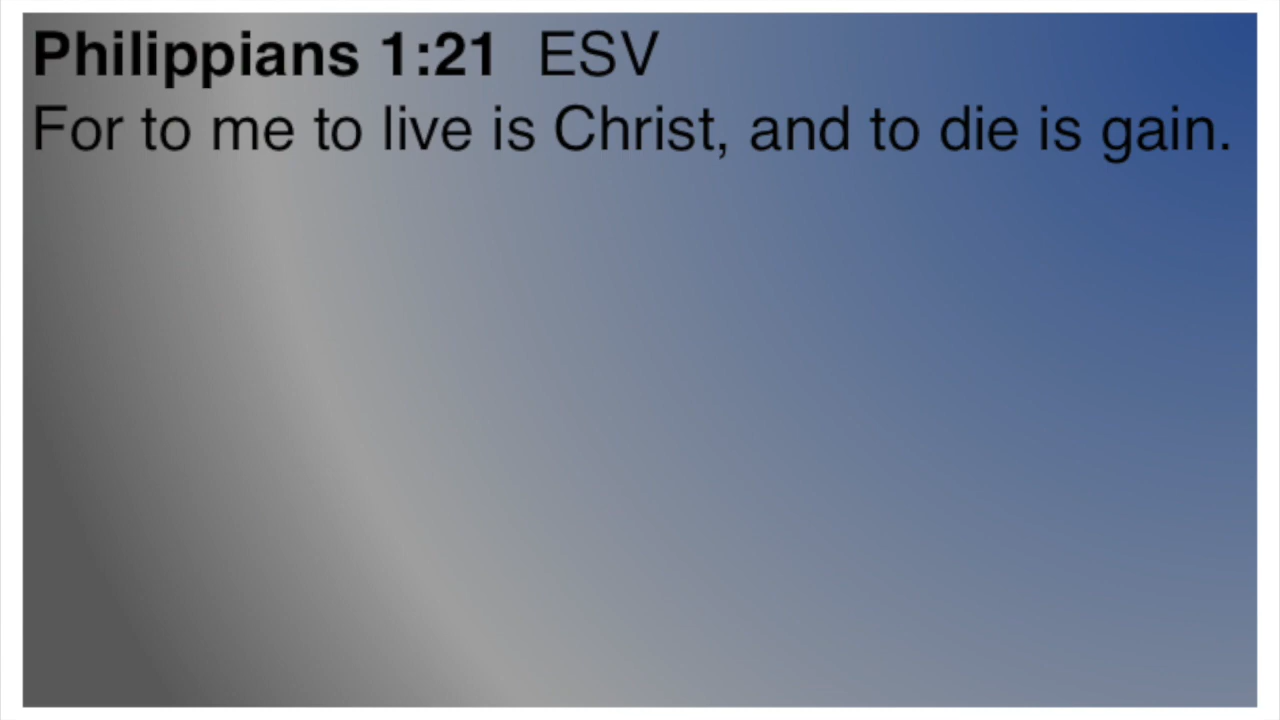 Philippians 1:21 ESV
For to me to live is Christ, and to die is gain.